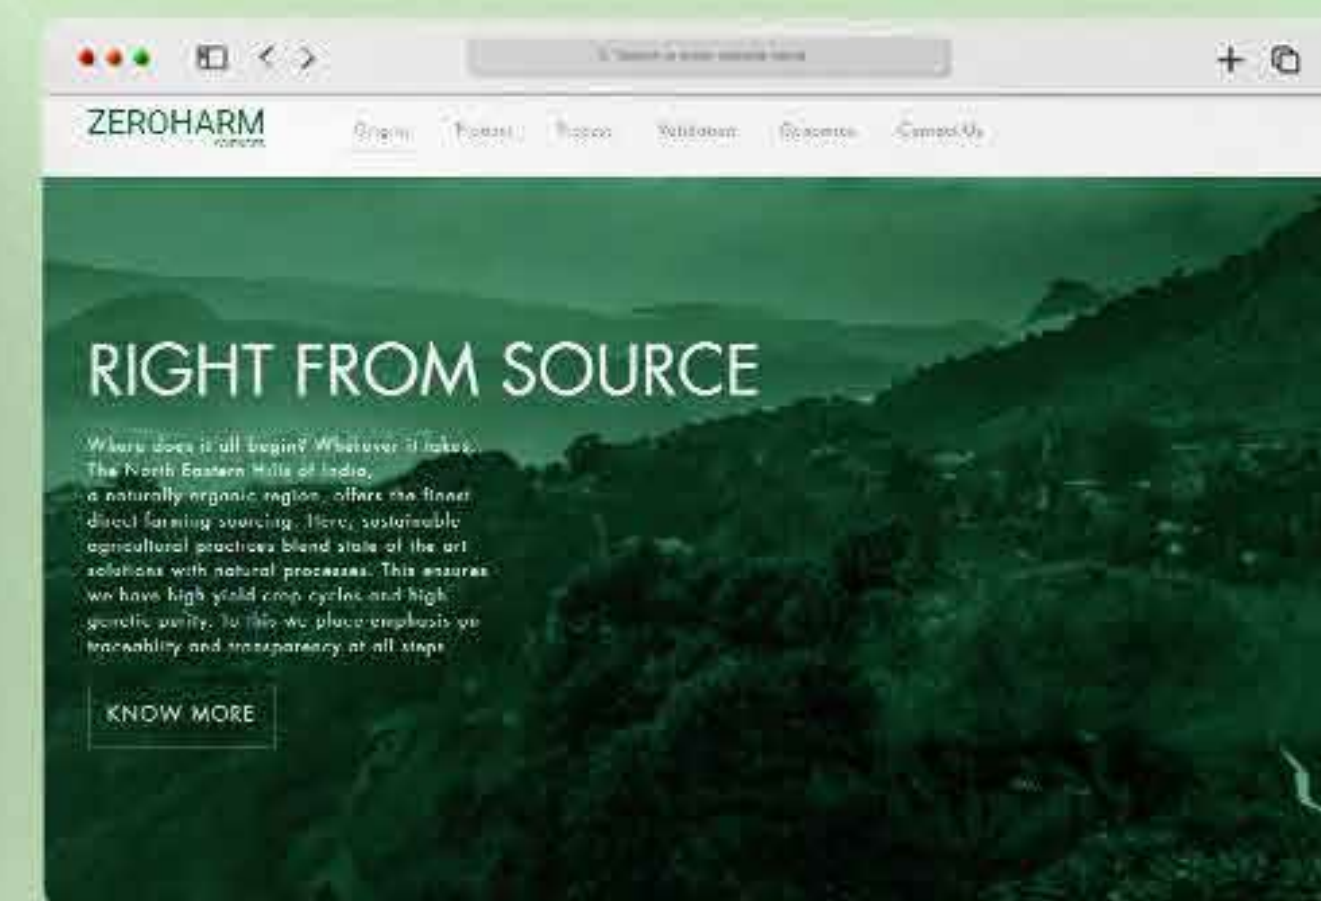 ZEROHARM
SCIENCES
Contact Us
RIGHT FROM SOURCE
Where does it all begin? Wherever it takes.
The North Eastern Hills of India,
a naturally organic region, offers the finest
direct farming sourcing. Here, sustainable
agricultural practices blend state of the art
solutions with natural processes. This ensures
we have high yield crop cycles and high
genetic purity. To this we place emphasis on
traceablity and transparency at all steps
KNOW MORE